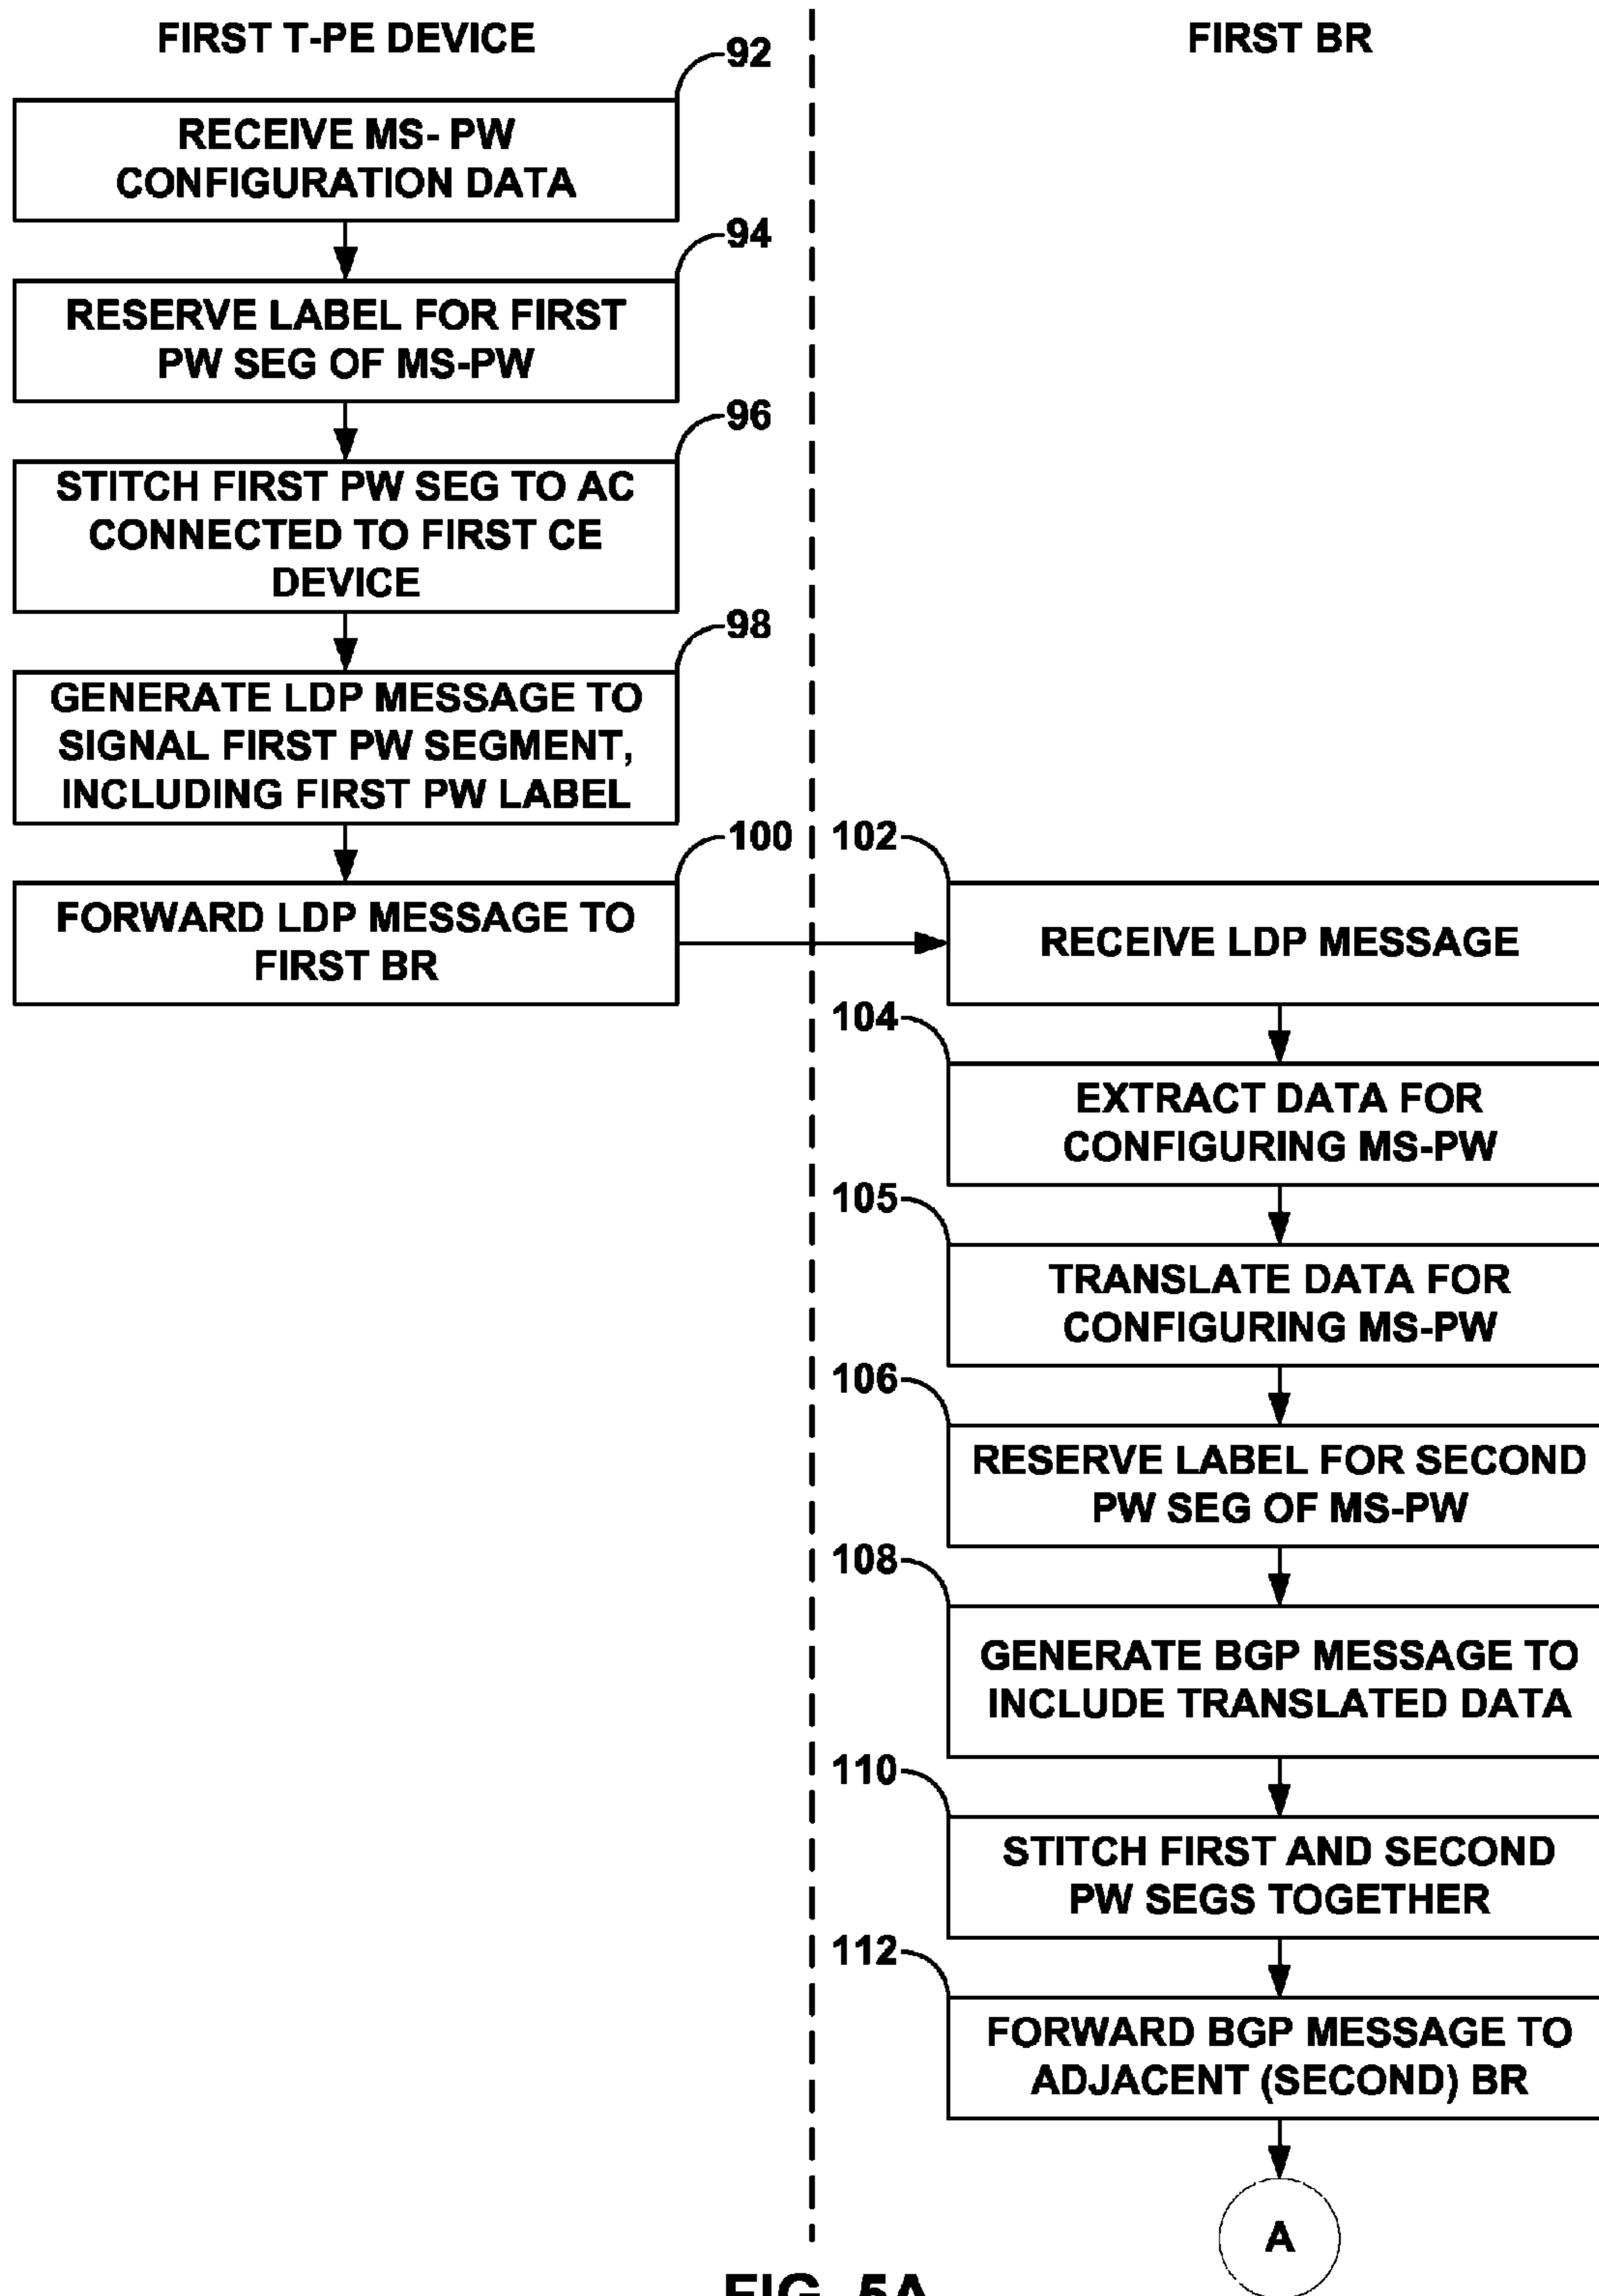 FIRST T-PE DEVICE
92
RECEIVE MS- PW
CONFIGURATION DATA
94
RESERVE LABEL FOR FIRST
PW SEG OF MS-PW
96
STITCH FIRST PW SEG TO AC
CONNECTED TO FIRST CE
DEVICE
98
GENERATE LDP MESSAGE TO
SIGNAL FIRST PW SEGMENT,
INCLUDING FIRST PW LABEL
100
FORWARD LDP MESSAGE TO
FIRST BR
FIRST BR
102
RECEIVE LDP MESSAGE
104
EXTRACT DATA FOR
CONFIGURING MS-PW
105
TRANSLATE DATA FOR
CONFIGURING MS-PW
106
RESERVE LABEL FOR SECOND
PW SEG OF MS-PW
108
GENERATE BGP MESSAGE TO
INCLUDE TRANSLATED DATA
110
STITCH FIRST AND SECOND
PW SEGS TOGETHER
112
FORWARD BGP MESSAGE TO
ADJACENT (SECOND) BR
A
FIG. 5A